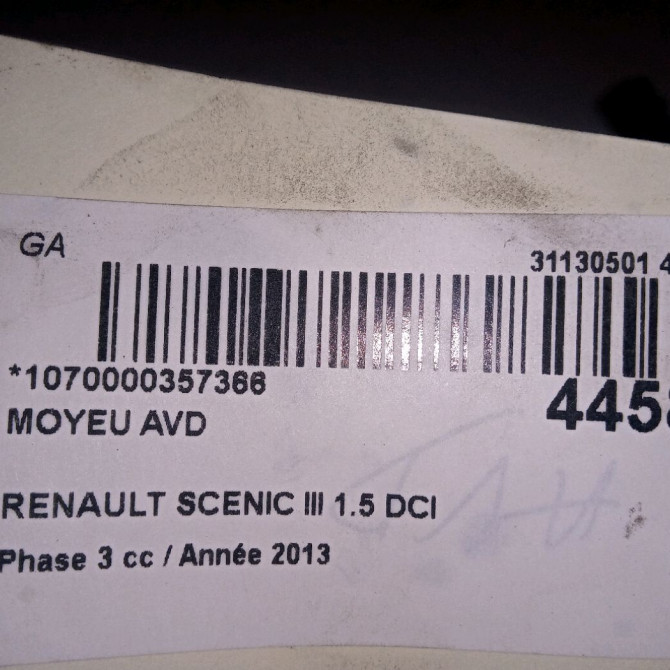 GA
31130501 4
*1070000357366
445
MOYEU AVD
RENAULT SCENIC III 1.5 DCI
Phase 3 cc / Année 2013